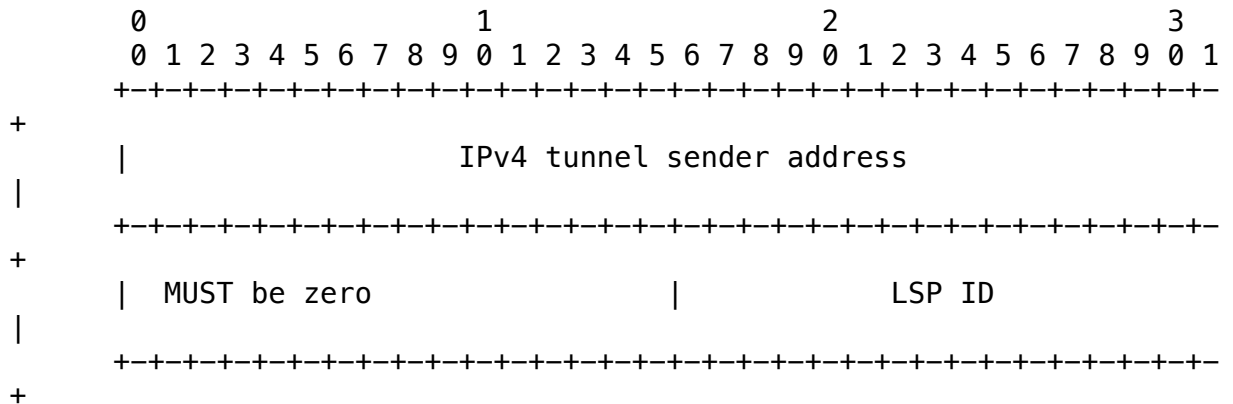 0                   1                   2                   3
 0 1 2 3 4 5 6 7 8 9 0 1 2 3 4 5 6 7 8 9 0 1 2 3 4 5 6 7 8 9 0 1
+-+-+-+-+-+-+-+-+-+-+-+-+-+-+-+-+-+-+-+-+-+-+-+-+-+-+-+-+-+-+-+-
+
|                   IPv4 tunnel sender address
|
+-+-+-+-+-+-+-+-+-+-+-+-+-+-+-+-+-+-+-+-+-+-+-+-+-+-+-+-+-+-+-+-
+
|  MUST be zero                 |            LSP ID
|
+-+-+-+-+-+-+-+-+-+-+-+-+-+-+-+-+-+-+-+-+-+-+-+-+-+-+-+-+-+-+-+-
+